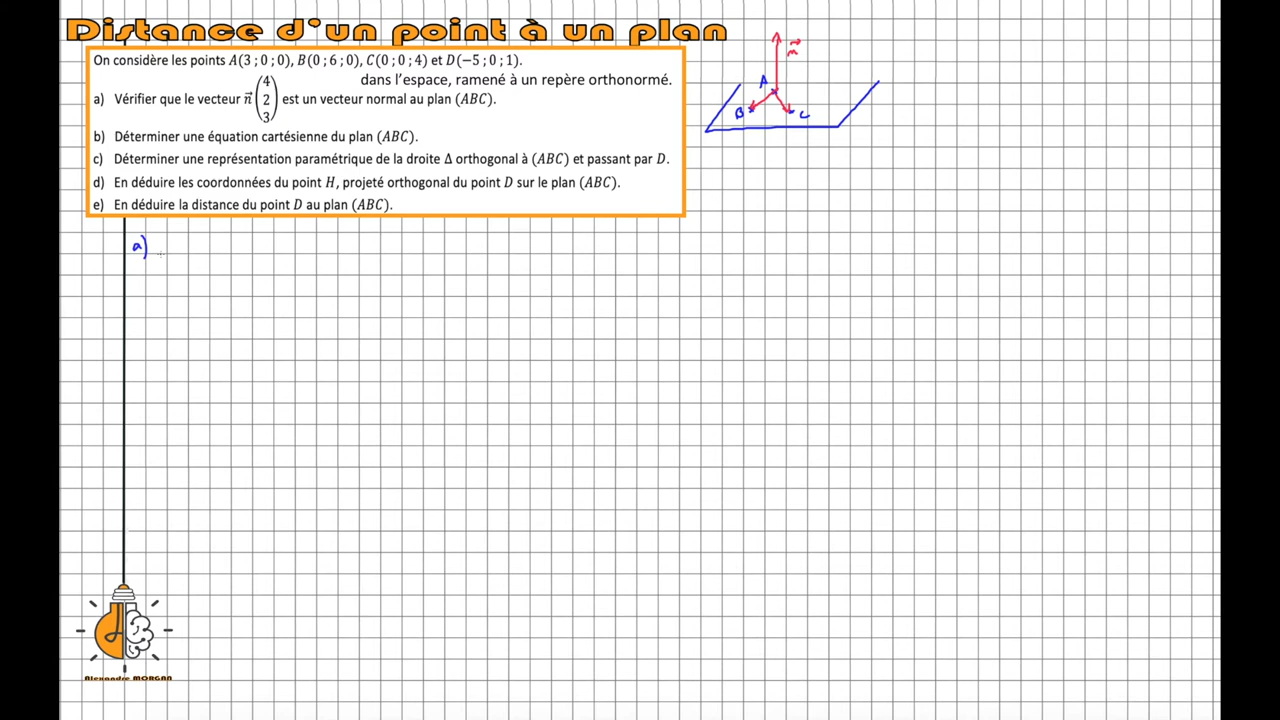 Distance d'un point à un plan
On considère les points A(3 ; 0 ; 0), B(0 ; 6 ; 0), C(0 ; 0 ; 4) et D(−5 ; 0 ; 1).
dans l'espace, ramené à un repère orthonormé.
a) Vérifier que le vecteur n⃗ (4 2 3) est un vecteur normal au plan (ABC).
b) Déterminer une équation cartésienne du plan (ABC).
c) Déterminer une représentation paramétrique de la droite Δ orthogonal à (ABC) et passant par D.
d) En déduire les coordonnées du point H, projeté orthogonal du point D sur le plan (ABC).
e) En déduire la distance du point D au plan (ABC).
n⃗
A
B
C
a)
Alexandre MORGAN